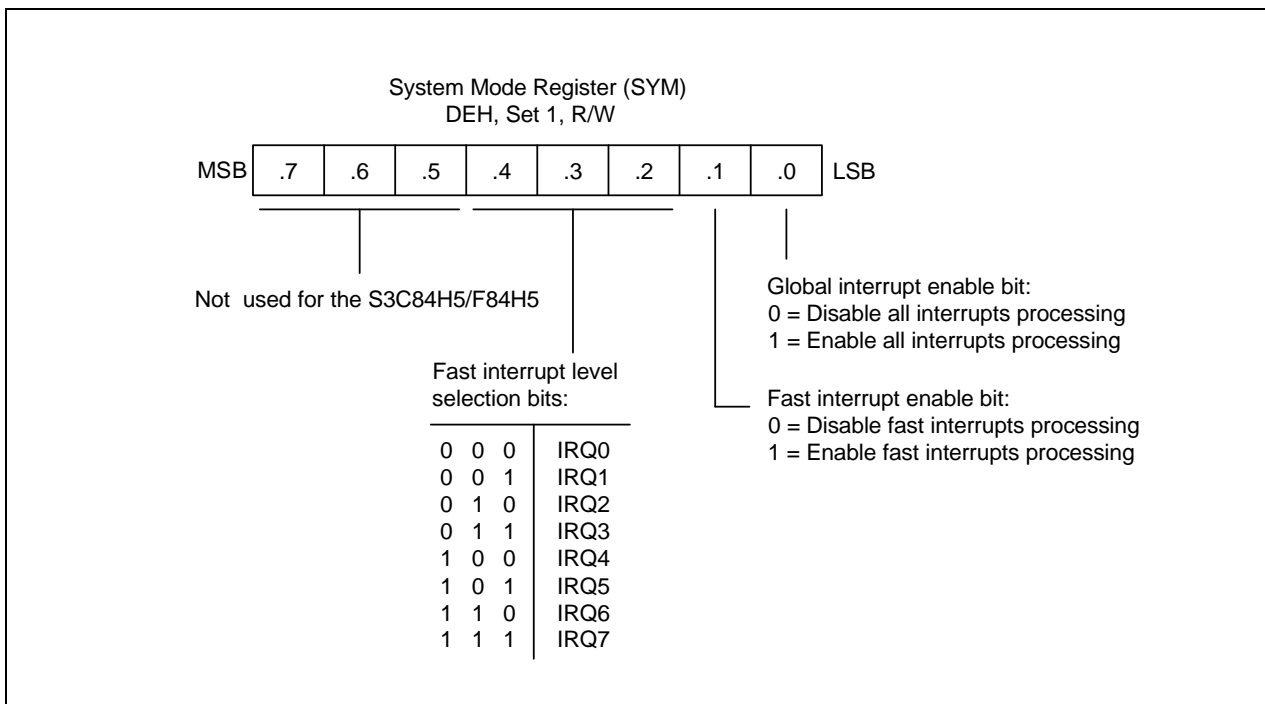 System Mode Register (SYM)
DEH, Set 1, R/W
MSB .7 .6 .5 .4 .3 .2 .1 .0 LSB
Not used for the S3C84H5/F84H5
Global interrupt enable bit:
0 = Disable all interrupts processing
1 = Enable all interrupts processing
Fast interrupt level
selection bits:
0 0 0 IRQ0
0 0 1 IRQ1
0 1 0 IRQ2
0 1 1 IRQ3
1 0 0 IRQ4
1 0 1 IRQ5
1 1 0 IRQ6
1 1 1 IRQ7
Fast interrupt enable bit:
0 = Disable fast interrupts processing
1 = Enable fast interrupts processing